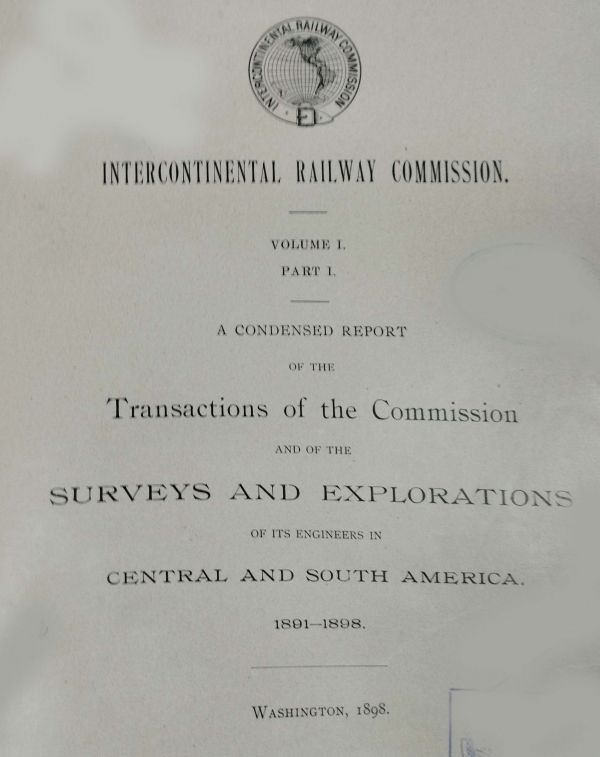 INTERCONTINENTAL RAILWAY COMMISSION
INTERCONTINENTAL RAILWAY COMMISSION.
VOLUME I.
PART I.
A CONDENSED REPORT
OF THE
Transactions of the Commission
AND OF THE
SURVEYS AND EXPLORATIONS
OF ITS ENGINEERS IN
CENTRAL AND SOUTH AMERICA.
1891—1898.
WASHINGTON, 1898.